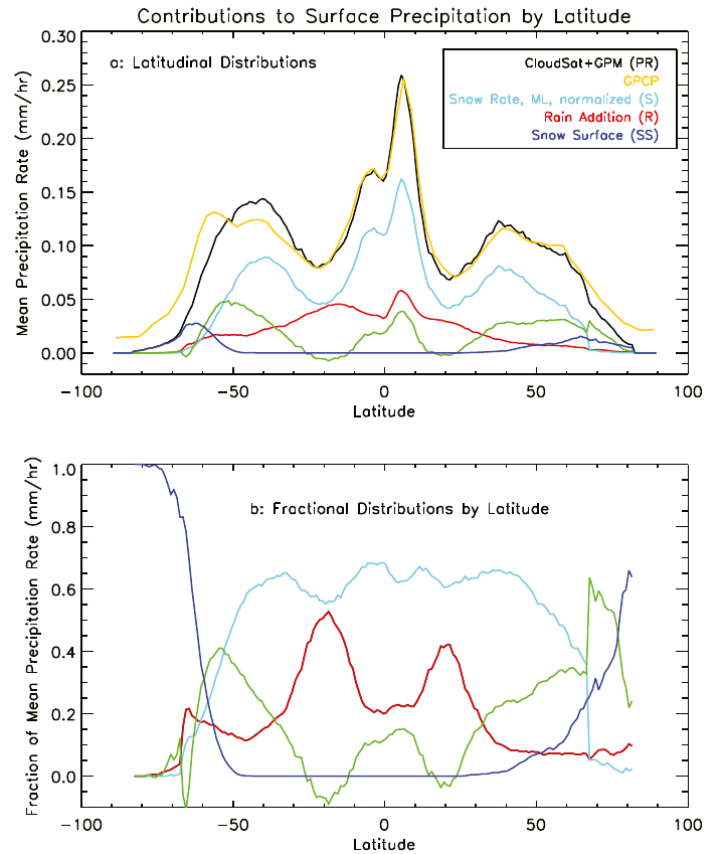 Contributions to Surface Precipitation by Latitude
0.30
0.25
0.20
0.15
0.10
0.05
0.00
Mean Precipitation Rate (mm/hr)
a: Latitudinal Distributions
CloudSat+GPM (PR)
GPCP
Snow Rate, ML, normalized (S)
Rain Addition (R)
Snow Surface (SS)
−100 −50 0 50 100
Latitude
1.0
0.8
0.6
0.4
0.2
0.0
Fraction of Mean Precipitation Rate (mm/hr)
b: Fractional Distributions by Latitude
−100 −50 0 50 100
Latitude